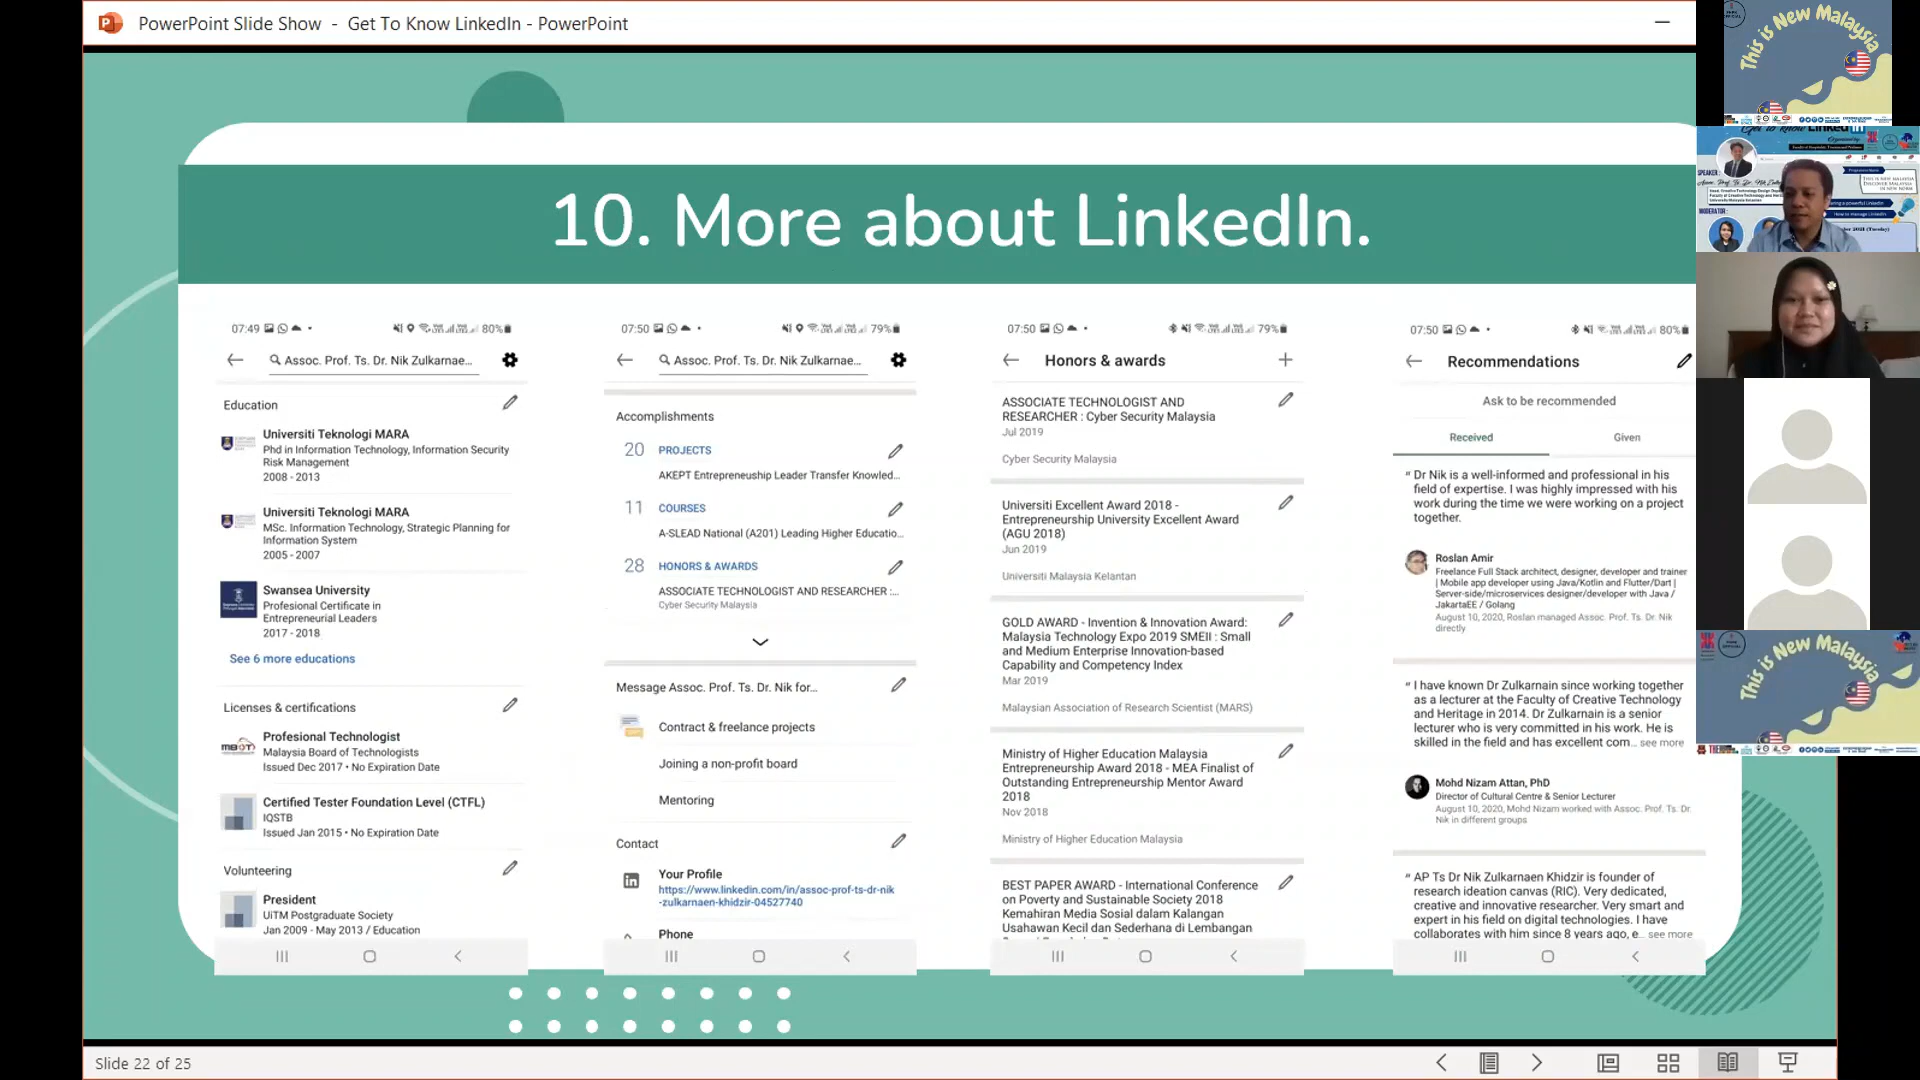 PowerPoint Slide Show - Get To Know LinkedIn - PowerPoint
10. More about LinkedIn.
07:49
80%
Assoc. Prof. Ts. Dr. Nik Zulkarnae...
Education
Universiti Teknologi MARA
Phd in Information Technology, Information Security
Risk Management
2008 - 2013
Universiti Teknologi MARA
MSc. Information Technology, Strategic Planning for
Information System
2005 - 2007
Swansea University
Profesional Certificate in
Entrepreneurial Leaders
2017 - 2018
See 6 more educations
Licenses & certifications
Profesional Technologist
Malaysia Board of Technologists
Issued Dec 2017 • No Expiration Date
Certified Tester Foundation Level (CTFL)
IQSTB
Issued Jan 2015 • No Expiration Date
Volunteering
President
UiTM Postgraduate Society
Jan 2009 - May 2013 / Education
07:50
79%
Assoc. Prof. Ts. Dr. Nik Zulkarnae...
Accomplishments
20 PROJECTS
AKEPT Entrepreneuship Leader Transfer Knowled...
11 COURSES
A-SLEAD National (A201) Leading Higher Educatio...
28 HONORS & AWARDS
ASSOCIATE TECHNOLOGIST AND RESEARCHER :...
Cyber Security Malaysia
Message Assoc. Prof. Ts. Dr. Nik for...
Contract & freelance projects
Joining a non-profit board
Mentoring
Contact
Your Profile
https://www.linkedin.com/in/assoc-prof-ts-dr-nik
-zulkarnaen-khidzir-04527740
Phone
07:50
79%
Honors & awards
ASSOCIATE TECHNOLOGIST AND
RESEARCHER : Cyber Security Malaysia
Jul 2019
Cyber Security Malaysia
Universiti Excellent Award 2018 -
Entrepreneurship University Excellent Award
(AGU 2018)
Jun 2019
Universiti Malaysia Kelantan
GOLD AWARD - Invention & Innovation Award:
Malaysia Technology Expo 2019 SMEII : Small
and Medium Enterprise Innovation-based
Capability and Competency Index
Mar 2019
Malaysian Association of Research Scientist (MARS)
Ministry of Higher Education Malaysia
Entrepreneurship Award 2018 - MEA Finalist of
Outstanding Entrepreneurship Mentor Award
2018
Nov 2018
Ministry of Higher Education Malaysia
BEST PAPER AWARD - International Conference
on Poverty and Sustainable Society 2018
Kemahiran Media Sosial dalam Kalangan
Usahawan Kecil dan Sederhana di Lembangan
07:50
80%
Recommendations
Ask to be recommended
Received
Given
“ Dr Nik is a well-informed and professional in his
field of expertise. I was highly impressed with his
work during the time we were working on a project
together.
Roslan Amir
Freelance Full Stack architect, designer, developer and trainer
| Mobile app developer using Java/Kotlin and Flutter/Dart |
Server-side/microservices designer/developer with Java /
JakartaEE / Golang
August 10, 2020, Roslan managed Assoc. Prof. Ts. Dr. Nik
directly
“ I have known Dr Zulkarnain since working together
as a lecturer at the Faculty of Creative Technology
and Heritage in 2014. Dr Zulkarnain is a senior
lecturer who is very committed in his work. He is
skilled in the field and has excellent com... see more
Mohd Nizam Attan, PhD
Director of Cultural Centre & Senior Lecturer
August 10, 2020, Mohd Nizam worked with Assoc. Prof. Ts. Dr.
Nik in different groups
“ AP Ts Dr Nik Zulkarnaen Khidzir is founder of
research ideation canvas (RIC). Very dedicated,
creative and innovative researcher. Very smart and
expert in his field on digital technologies. I have
collaborates with him since 8 years ago, e... see more
This is New Malaysia
Get to know LinkedIn
SPEAKER :
MODERATOR :
This is New Malaysia
Slide 22 of 25